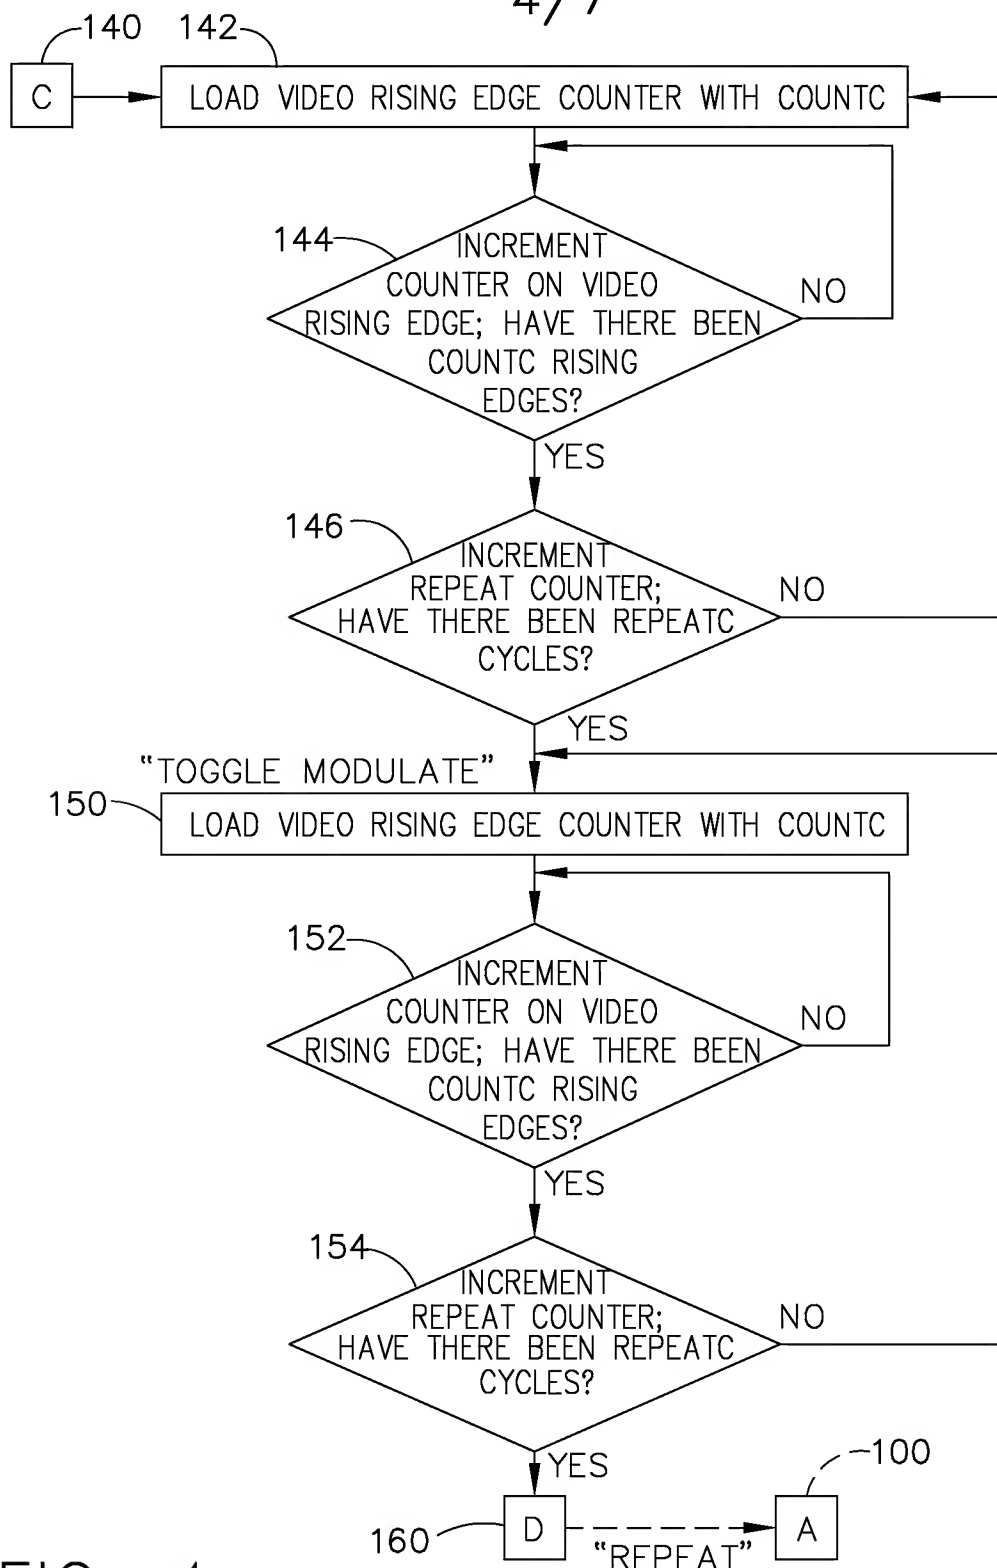 4/7
140 142
C LOAD VIDEO RISING EDGE COUNTER WITH COUNTC
144
INCREMENT
COUNTER ON VIDEO
RISING EDGE; HAVE THERE BEEN
COUNTC RISING
EDGES?
NO
YES
146
INCREMENT
REPEAT COUNTER;
HAVE THERE BEEN REPEATC
CYCLES?
NO
YES
"TOGGLE MODULATE"
150
LOAD VIDEO RISING EDGE COUNTER WITH COUNTC
152
INCREMENT
COUNTER ON VIDEO
RISING EDGE; HAVE THERE BEEN
COUNTC RISING
EDGES?
NO
YES
154
INCREMENT
REPEAT COUNTER;
HAVE THERE BEEN REPEATC
CYCLES?
NO
YES
100
160 D A
"REPEAT"